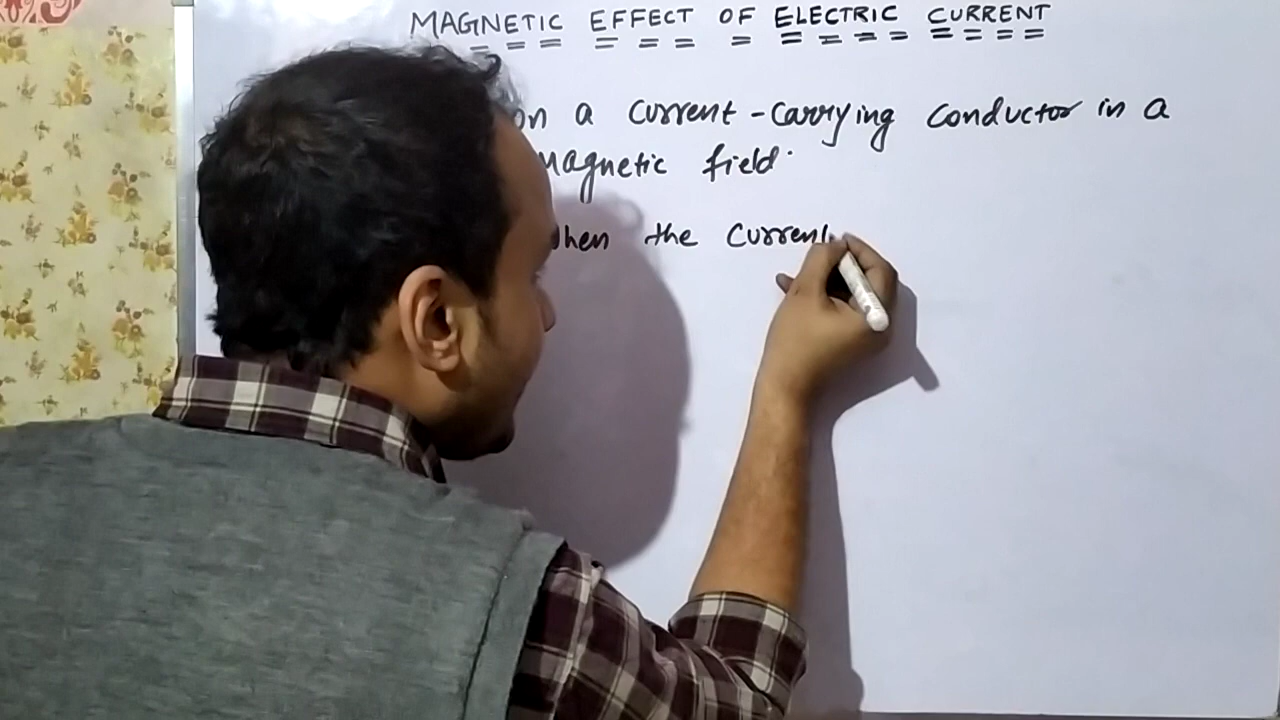 MAGNETIC EFFECT OF ELECTRIC CURRENT
on a current-carrying conductor in a
magnetic field.
the current